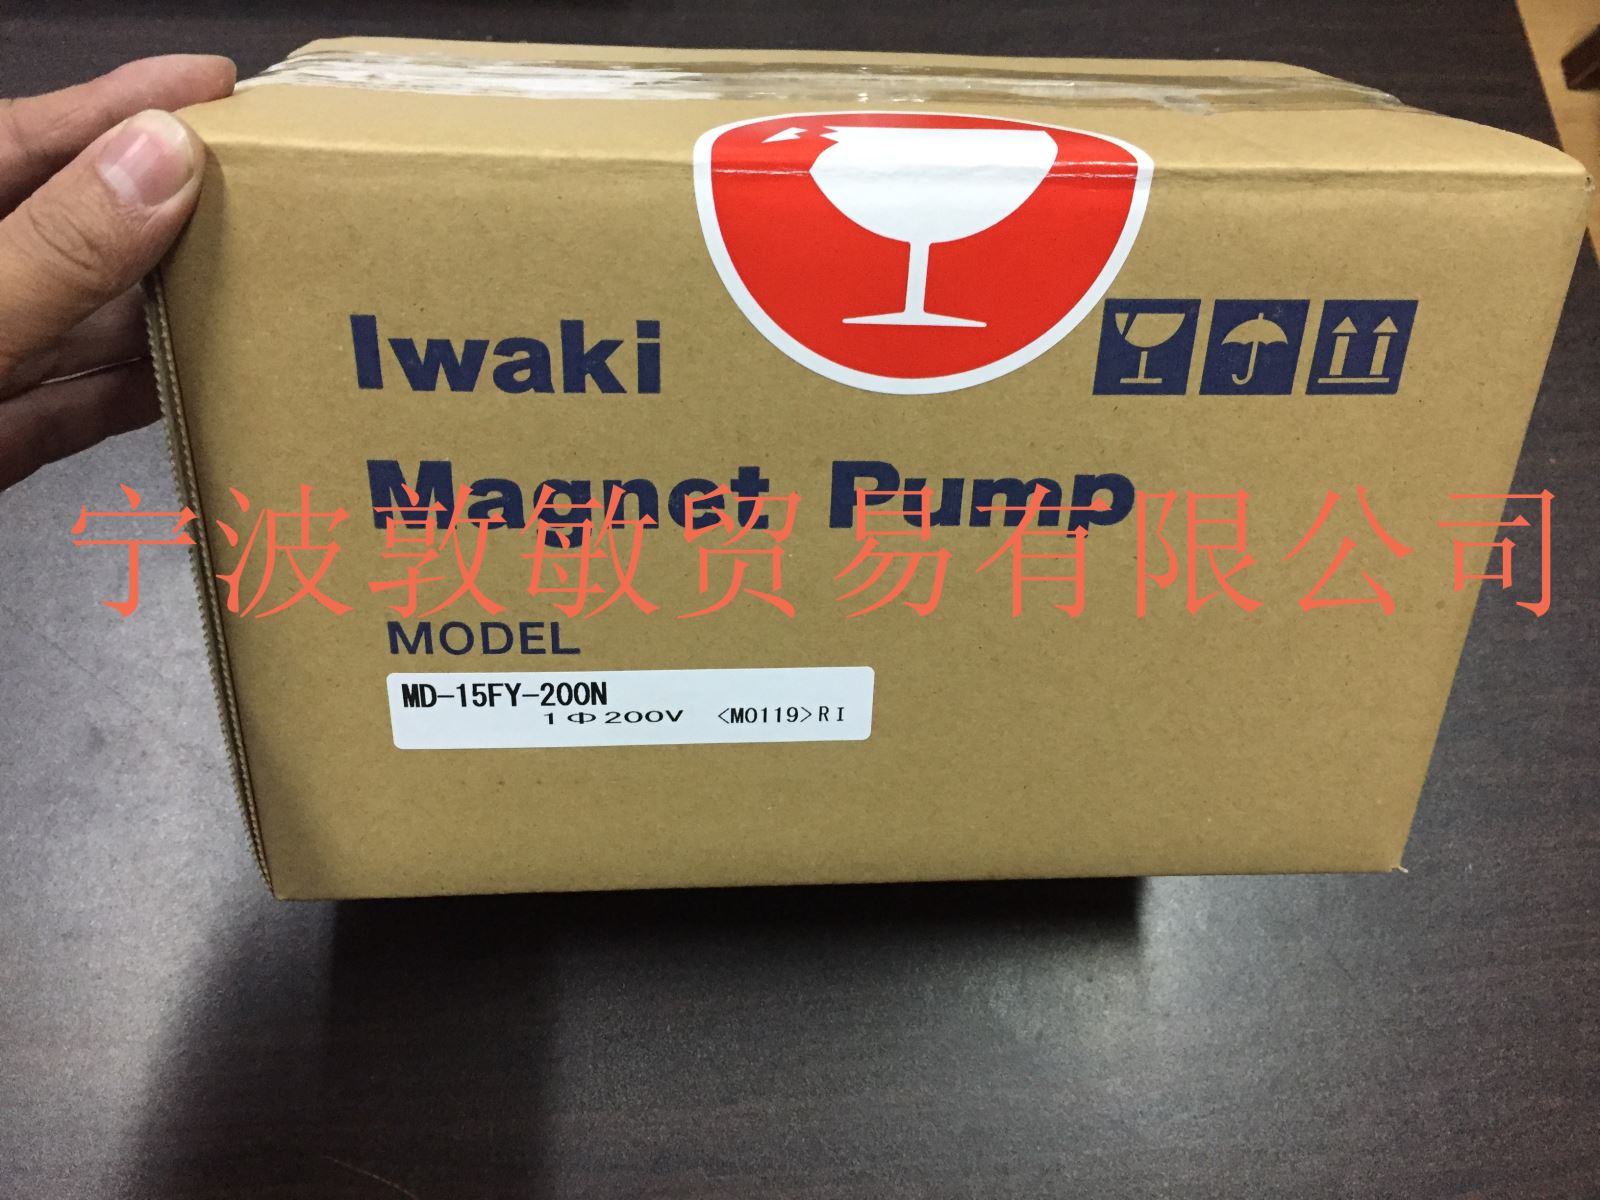 Iwaki
Magnet Pump
宁波敦敏贸易有限公司
MODEL
MD-15FY-200N
1Φ200V <M0119>RI